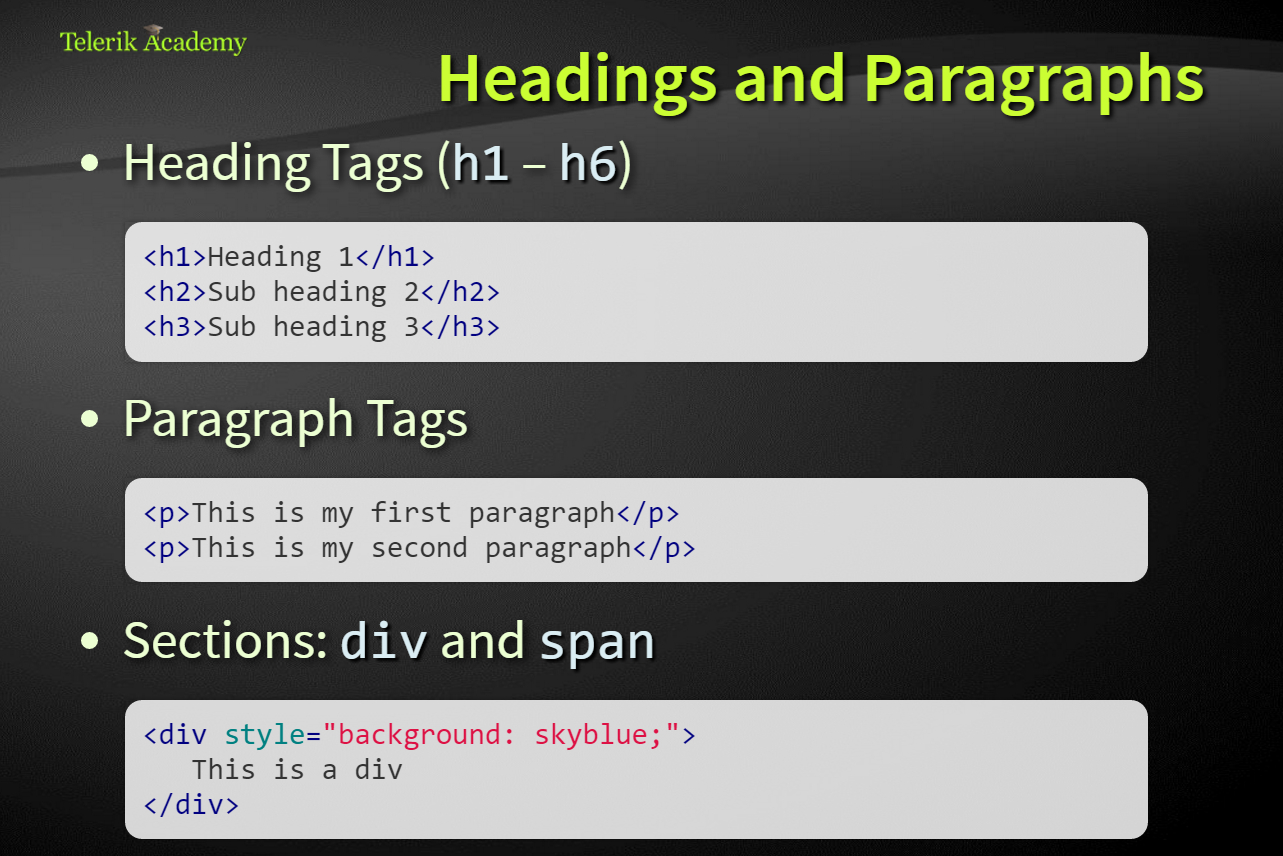 Telerik Academy
Headings and Paragraphs
• Heading Tags (h1 – h6)
<h1>Heading 1</h1>
<h2>Sub heading 2</h2>
<h3>Sub heading 3</h3>
• Paragraph Tags
<p>This is my first paragraph</p>
<p>This is my second paragraph</p>
• Sections: div and span
<div style="background: skyblue;">
   This is a div
</div>